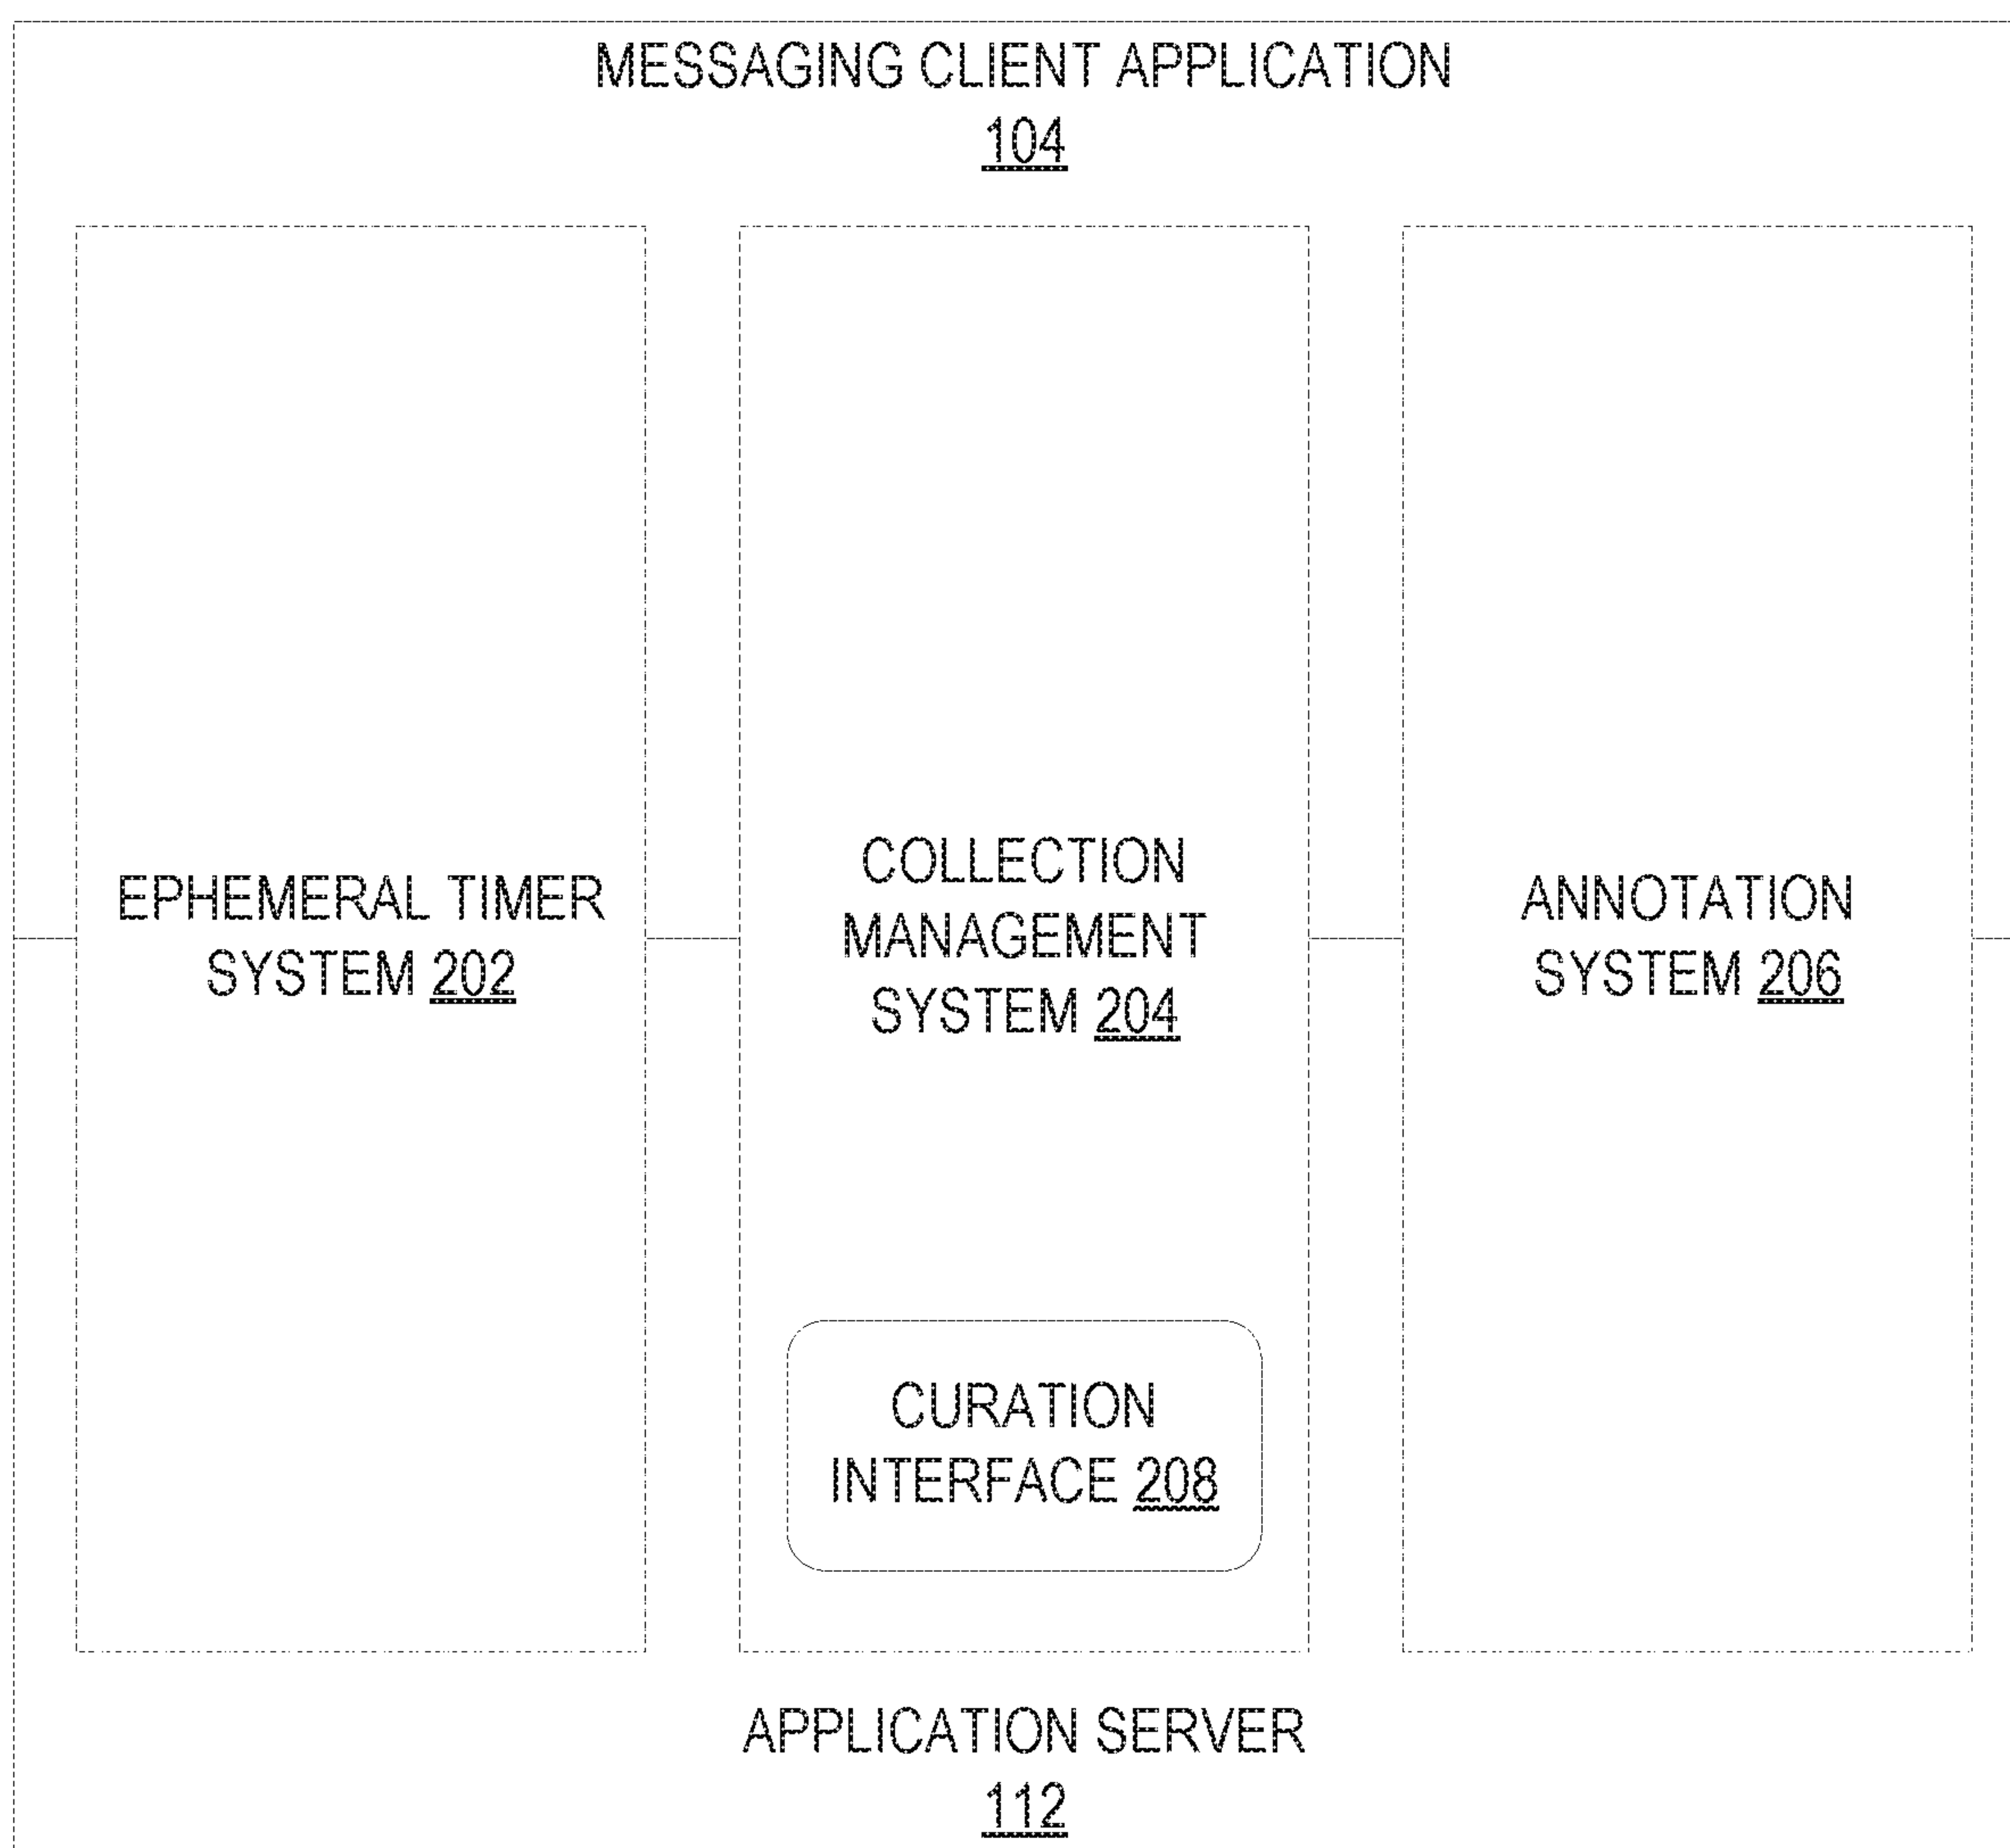 MESSAGING CLIENT APPLICATION
104
EPHEMERAL TIMER
SYSTEM 202
COLLECTION
MANAGEMENT
SYSTEM 204
CURATION
INTERFACE 208
ANNOTATION
SYSTEM 206
APPLICATION SERVER
112